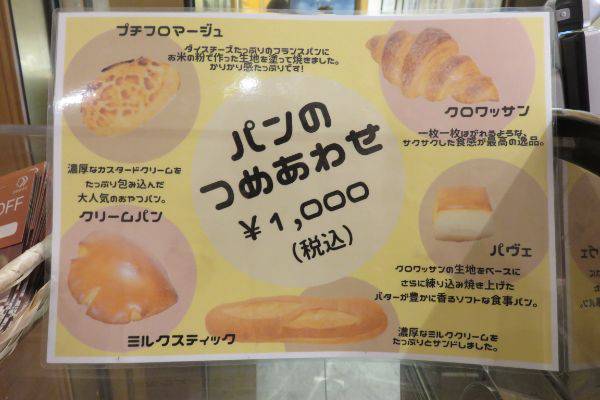 プチフロマージュ
ダイスチーズたっぷりのフランスパンに
お米の粉で作った生地を塗って焼きました。
かりかり感たっぷりです!
クロワッサン
一枚一枚はがれるような、
サクサクした食感が最高の逸品。
パンの
つめあわせ
¥1,000
(税込)
濃厚なカスタードクリームを
たっぷり包み込んだ
大人気のおやつパン。
クリームパン
パヴェ
クロワッサンの生地をベースに
さらに練り込み焼き上げた
バターが豊かに香るソフトな食事パン。
ミルクスティック
濃厚なミルククリームを
たっぷりとサンドしました。
OFF